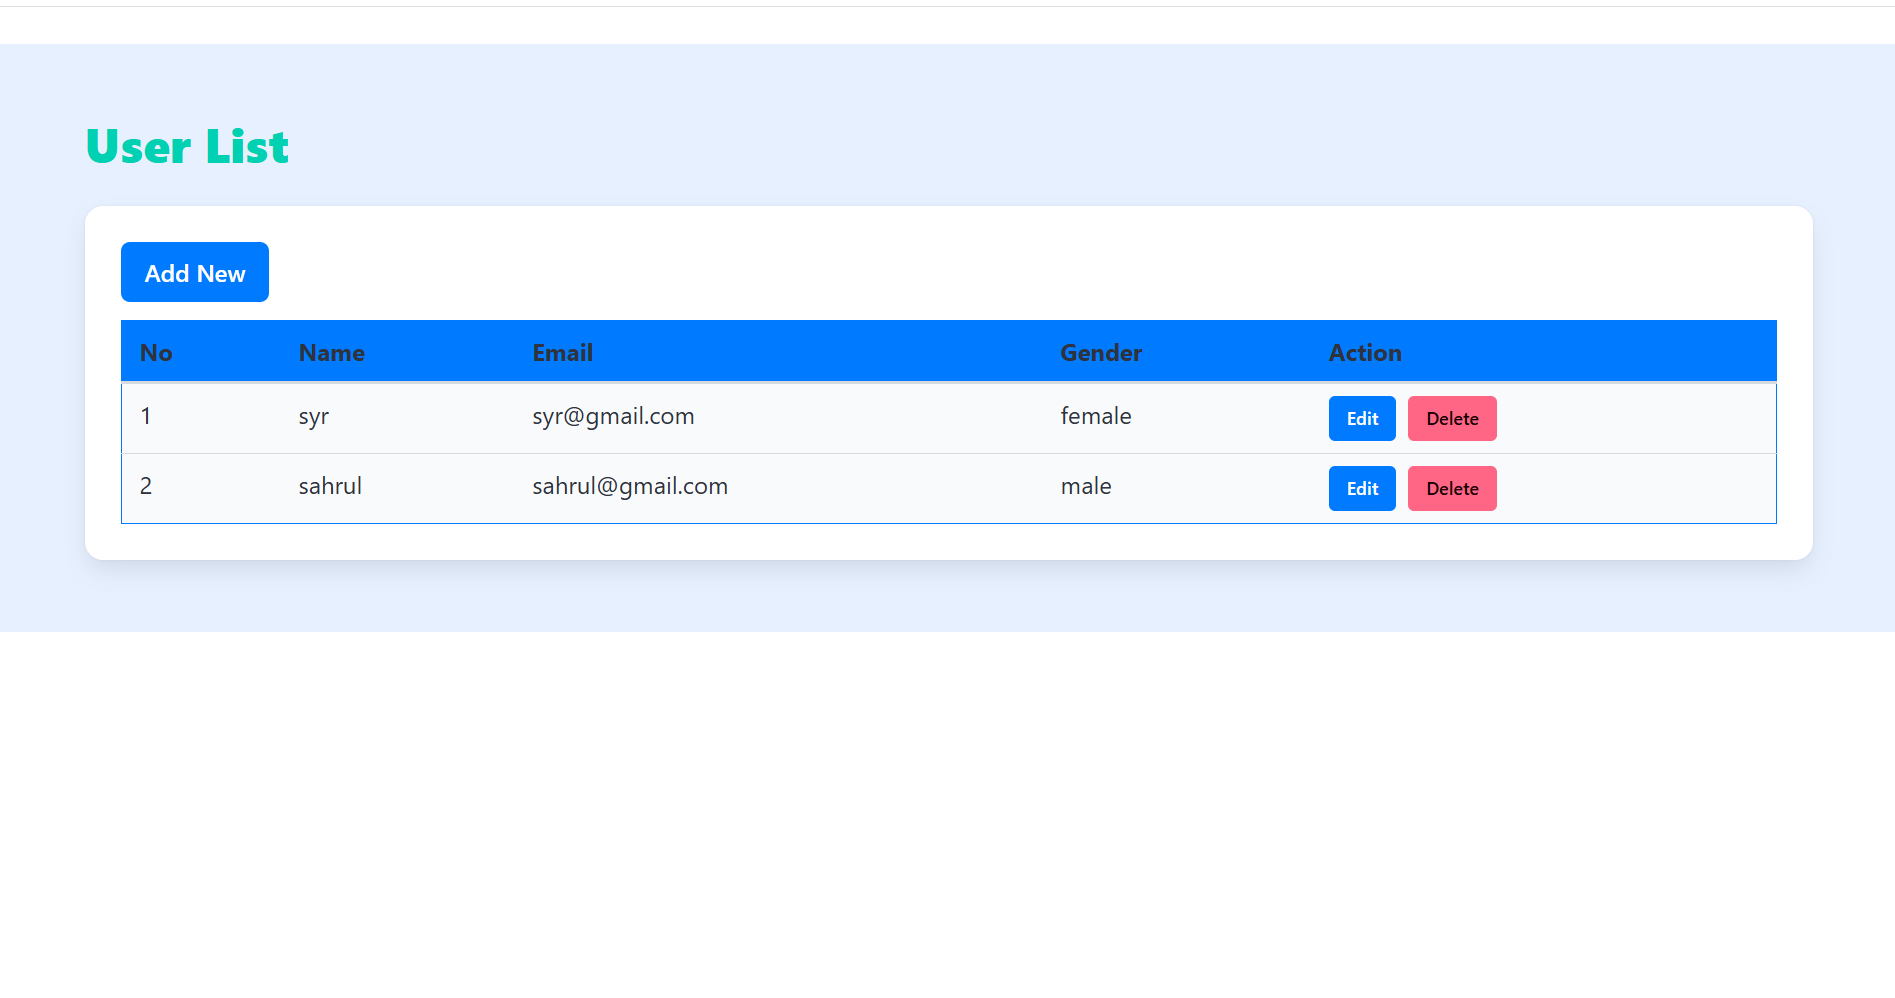 User List
Add New
No Name Email Gender Action
1 syr syr@gmail.com female Edit Delete
2 sahrul sahrul@gmail.com male Edit Delete